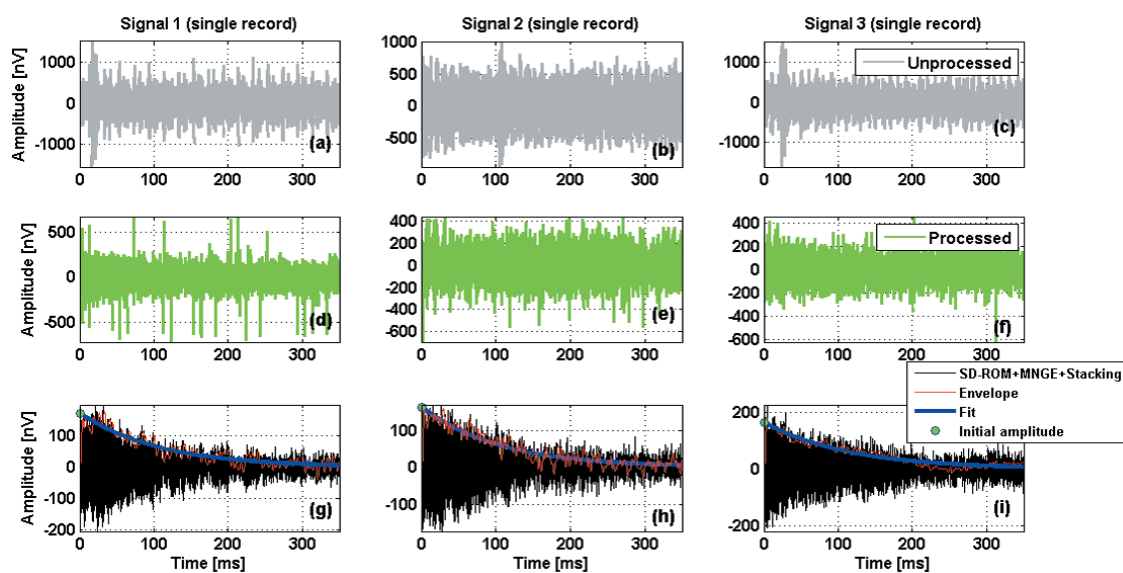 Signal 1 (single record) Signal 2 (single record) Signal 3 (single record)
Amplitude [nV]
1000
0
-1000
(a)
0 100 200 300
1000
500
0
-500
(b)
0 100 200 300
Amplitude [nV]
1000
0
-1000
Unprocessed
(c)
0 100 200 300
Amplitude [nV]
500
0
-500
(d)
0 100 200 300
400
200
0
-200
-400
-600
(e)
0 100 200 300
400
200
0
-200
-400
-600
Processed
(f)
0 100 200 300
SD-ROM+MNGE+Stacking
Envelope
Fit
Initial amplitude
Amplitude [nV]
100
0
-100
-200
(g)
0 100 200 300
Time [ms]
100
0
-100
(h)
0 100 200 300
Time [ms]
200
0
-200
(i)
0 100 200 300
Time [ms]